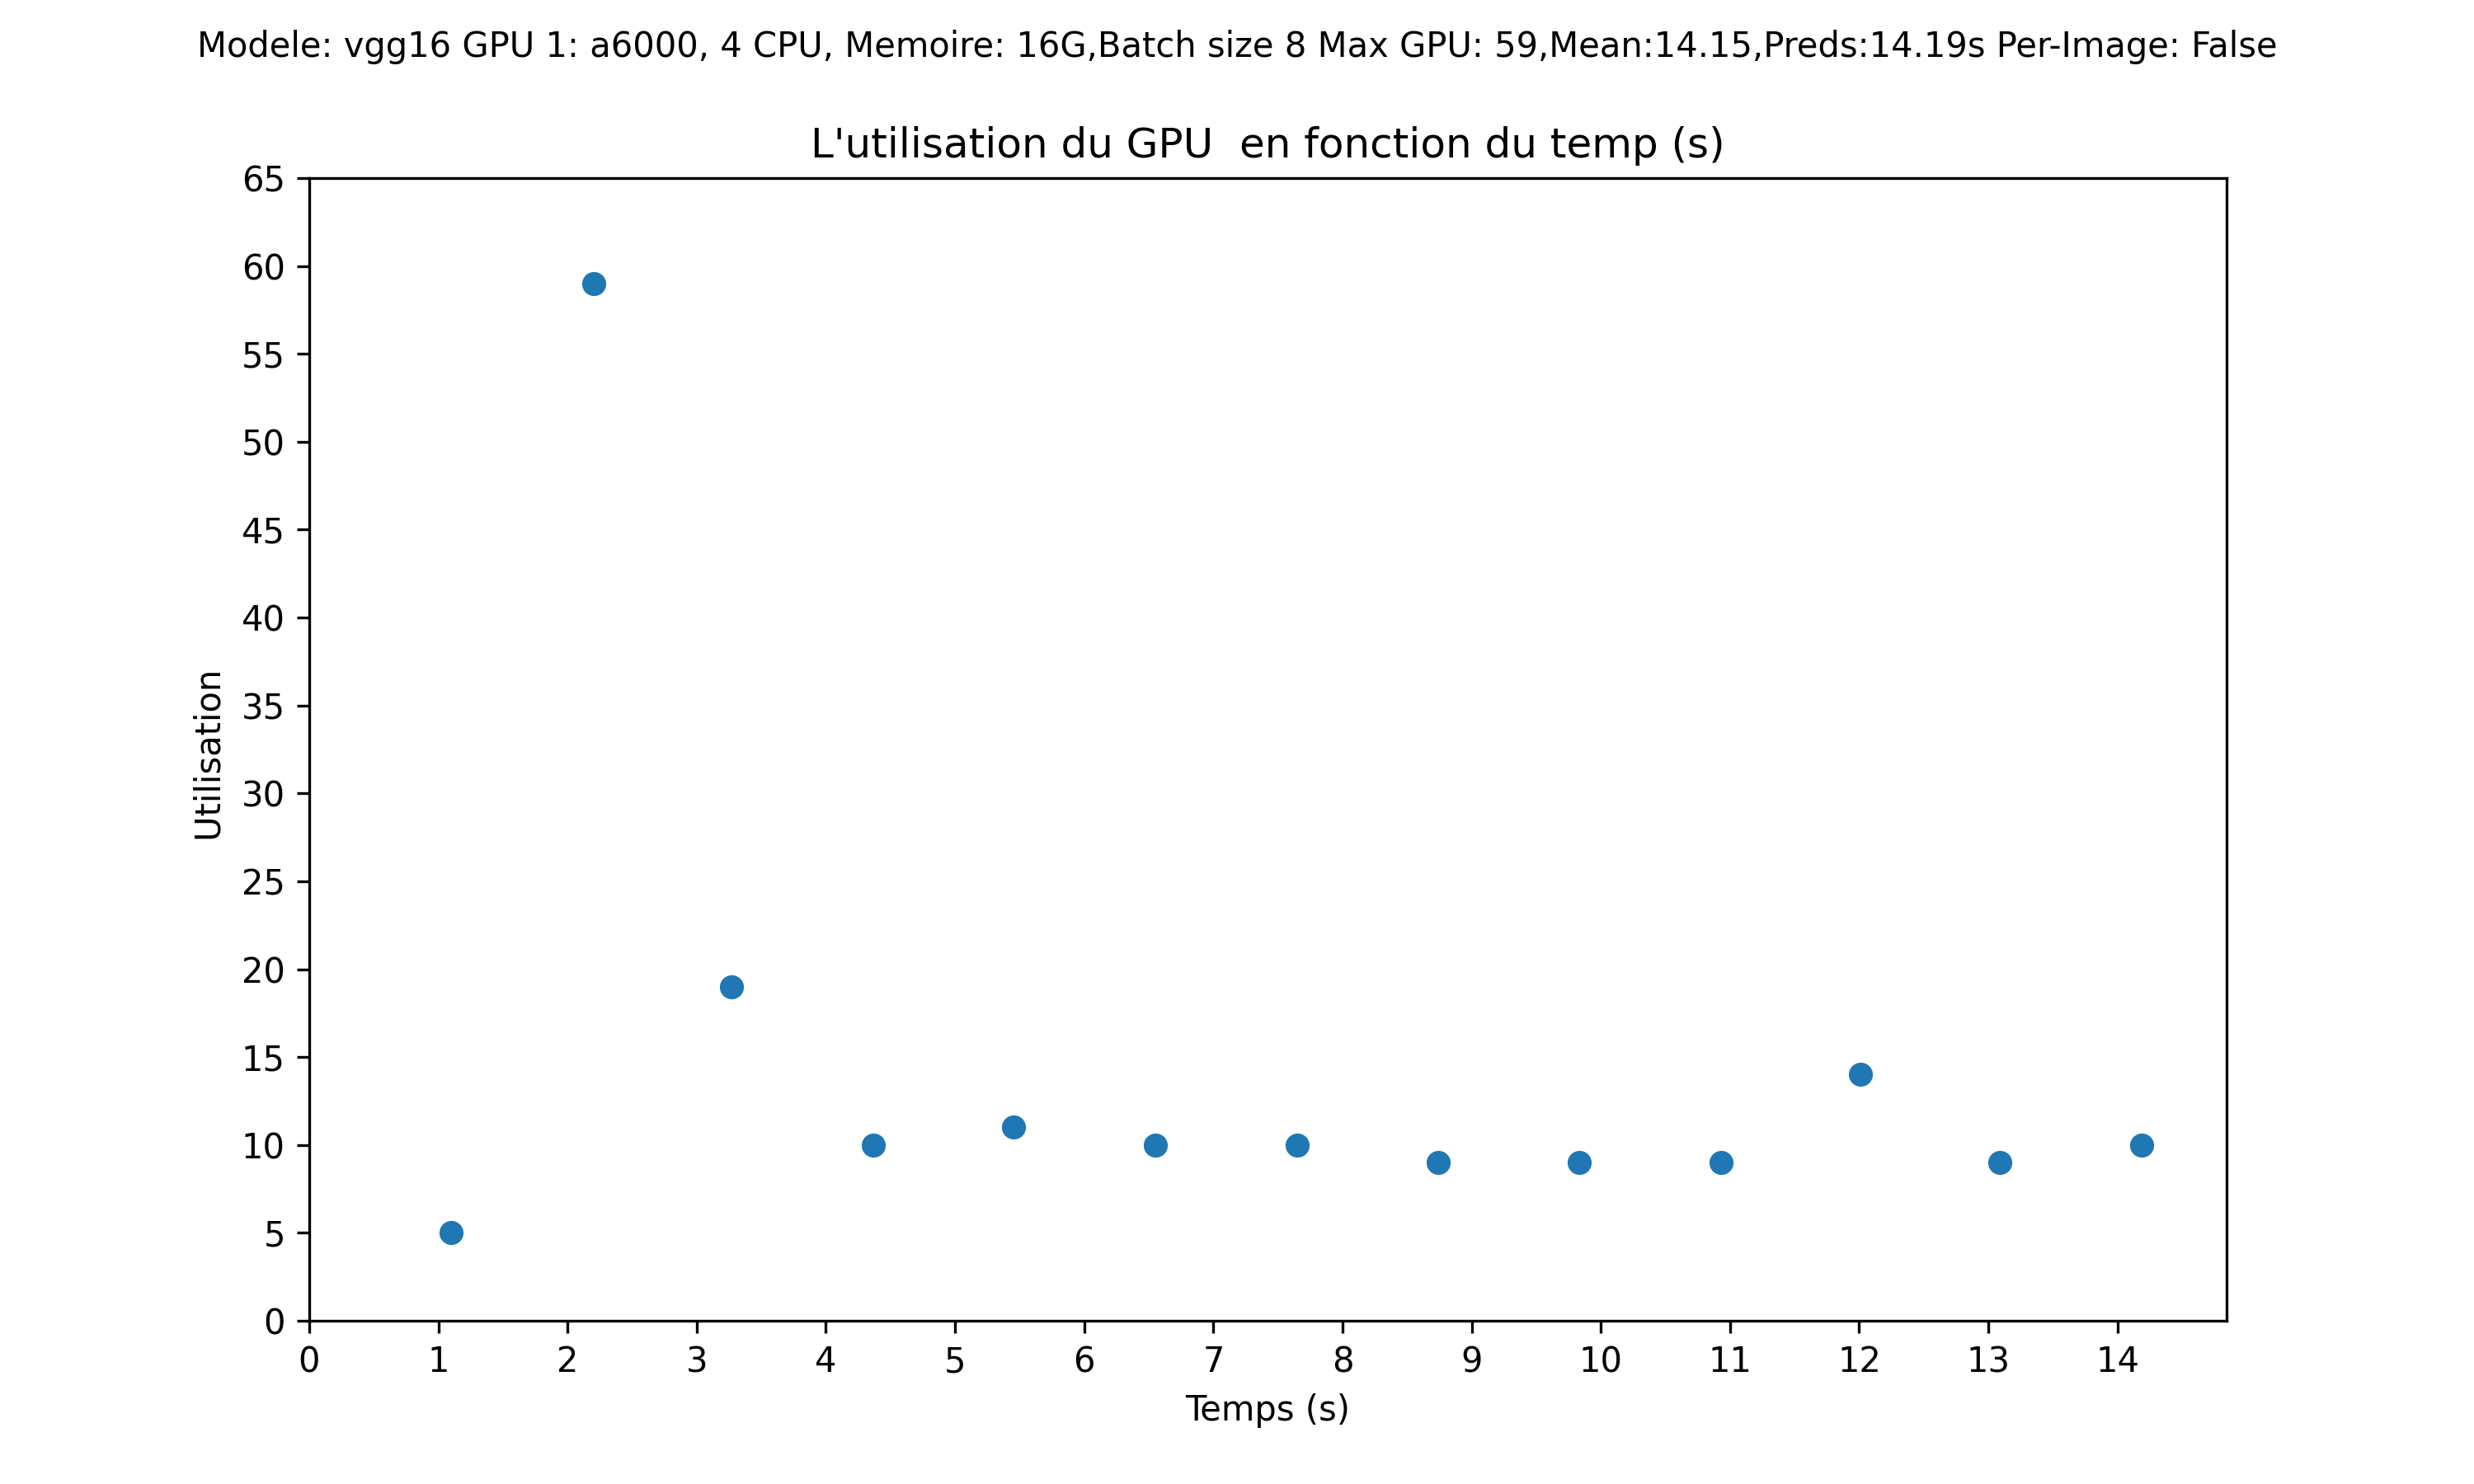 Modele: vgg16 GPU 1: a6000, 4 CPU, Memoire: 16G,Batch size 8 Max GPU: 59,Mean:14.15,Preds:14.19s Per-Image: False
L'utilisation du GPU  en fonction du temp (s)
65
60
55
50
45
40
35
30
25
20
15
10
5
0
Utilisation
0 1 2 3 4 5 6 7 8 9 10 11 12 13 14
Temps (s)